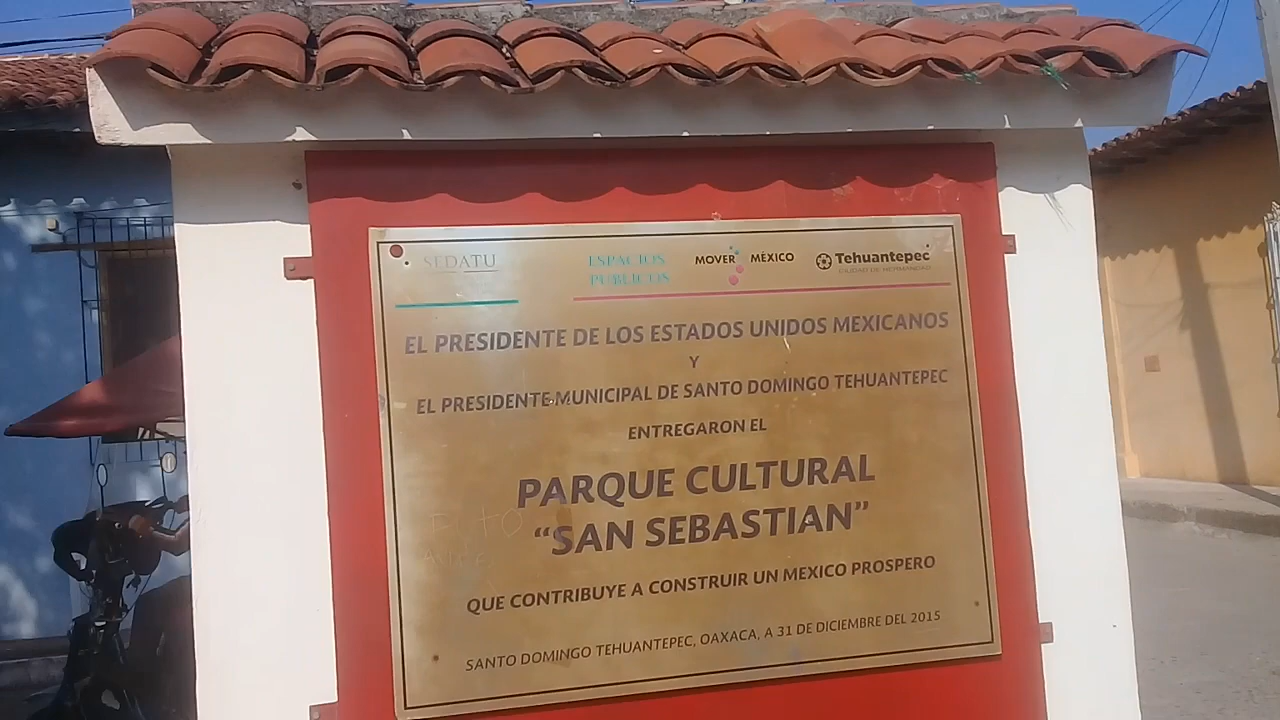 SEDATU
ESPACIOS
PÚBLICOS
MOVER MÉXICO
Tehuantepec
EL PRESIDENTE DE LOS ESTADOS UNIDOS MEXICANOS
Y
EL PRESIDENTE MUNICIPAL DE SANTO DOMINGO TEHUANTEPEC
ENTREGARON EL
PARQUE CULTURAL
“SAN SEBASTIAN”
QUE CONTRIBUYE A CONSTRUIR UN MEXICO PROSPERO
SANTO DOMINGO TEHUANTEPEC, OAXACA, A 31 DE DICIEMBRE DEL 2015